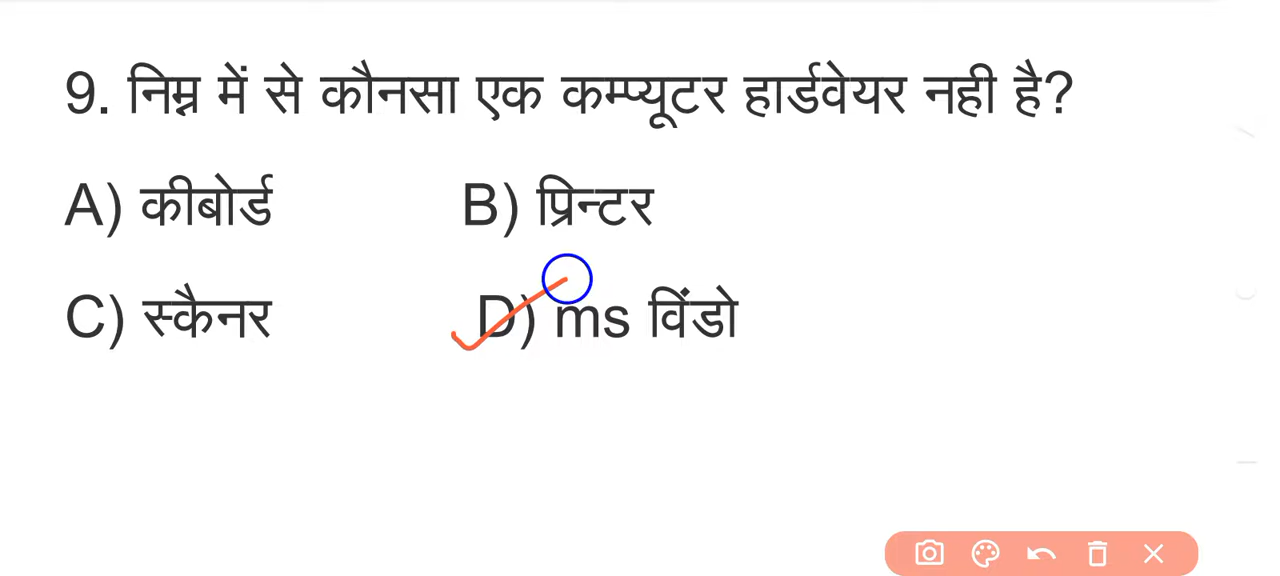 9. निम्न में से कौनसा एक कम्प्यूटर हार्डवेयर नही है?
A) कीबोर्ड B) प्रिन्टर
C) स्कैनर D) ms विंडो